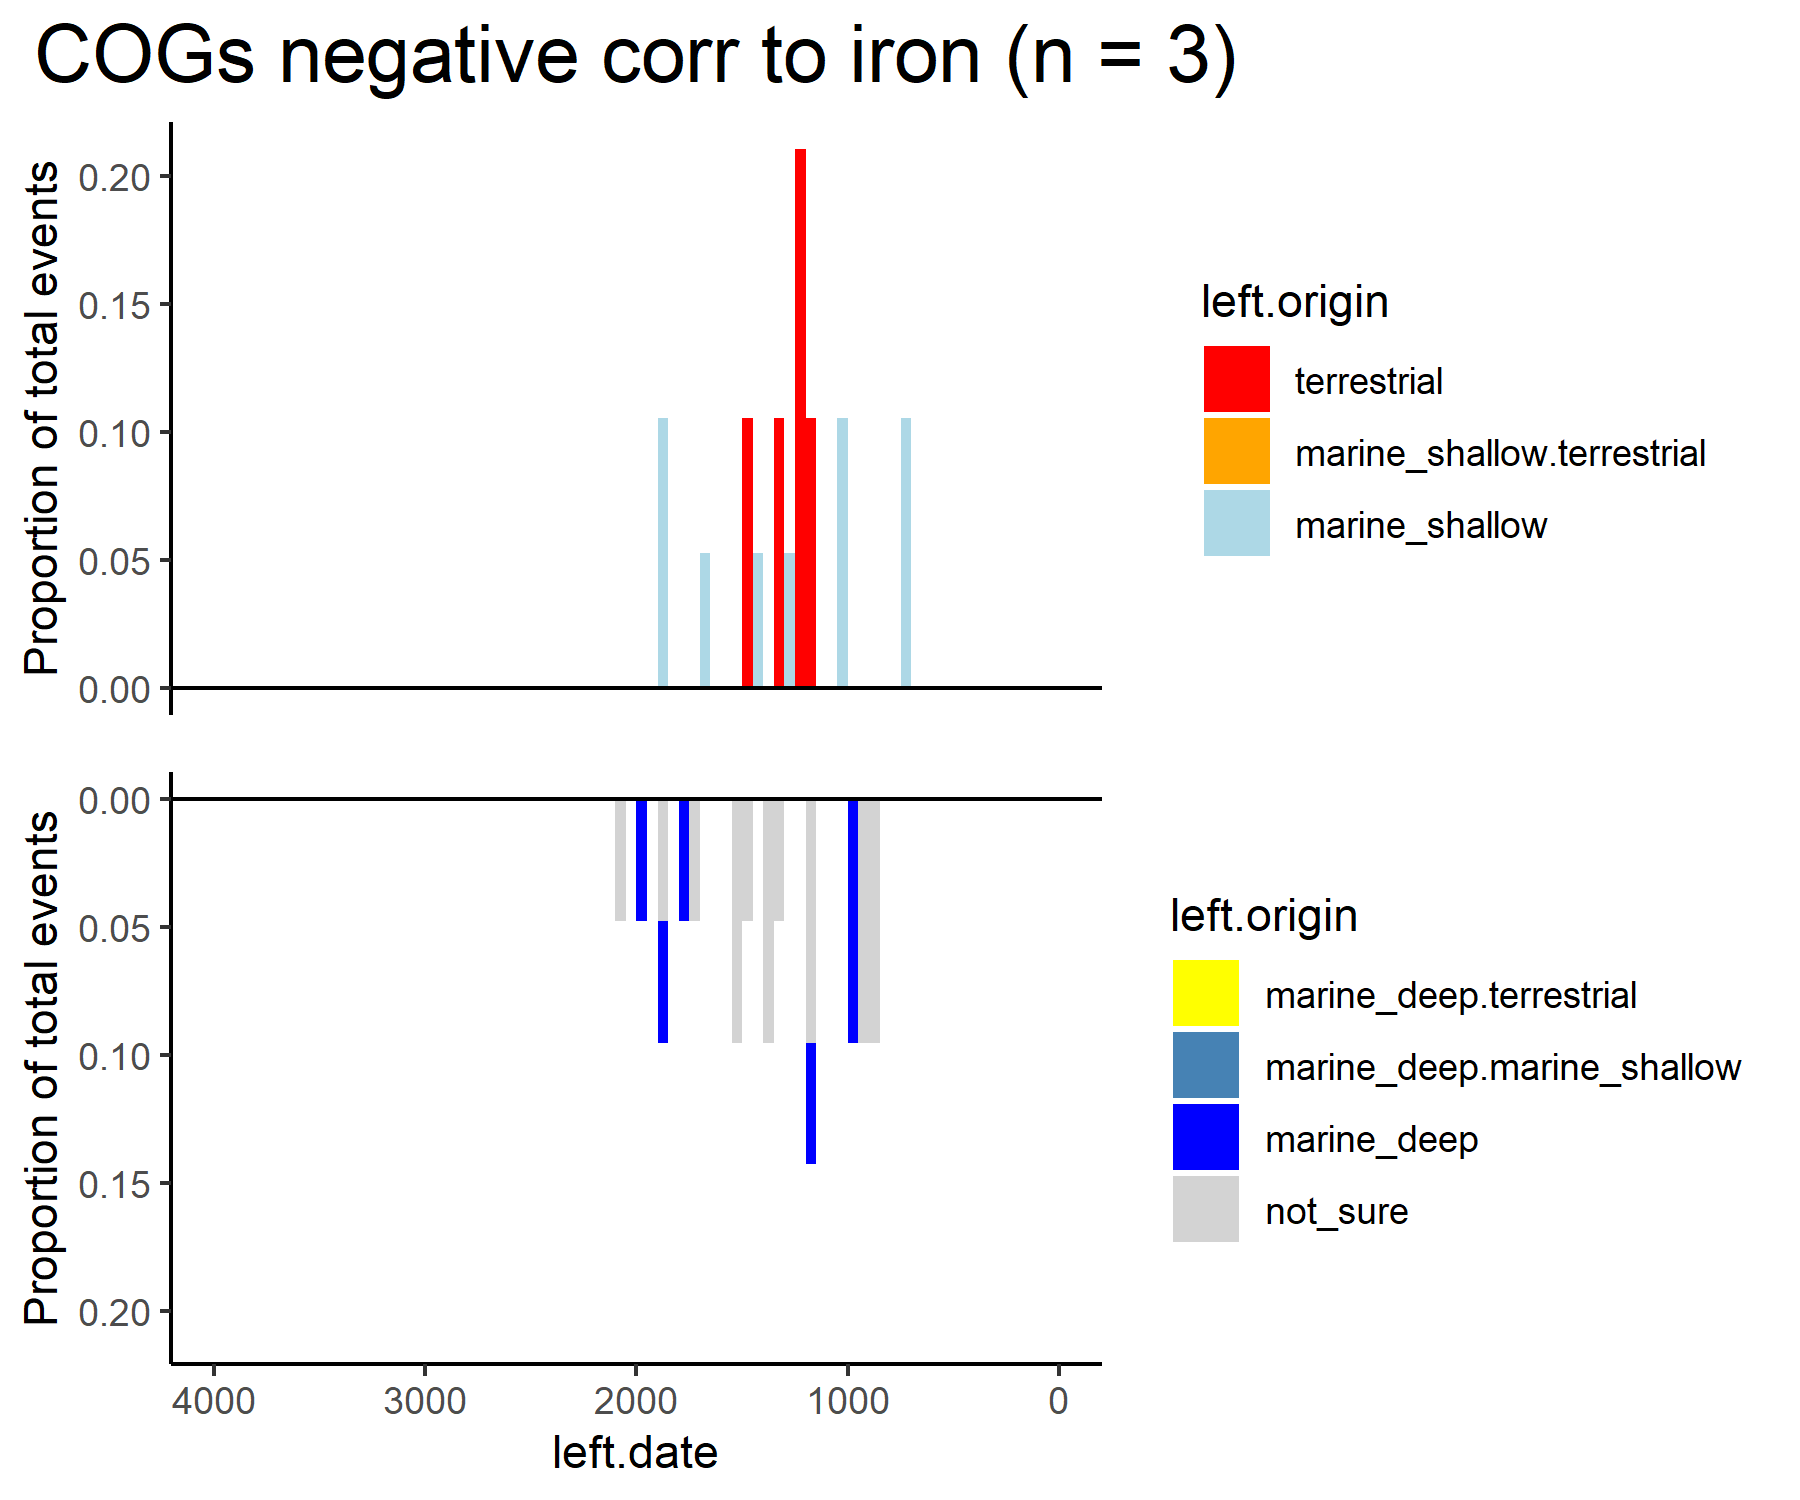 COGs negative corr to iron (n = 3)
Proportion of total events
0.20
0.15
0.10
0.05
0.00
left.origin
terrestrial
marine_shallow.terrestrial
marine_shallow
Proportion of total events
0.00
0.05
0.10
0.15
0.20
4000 3000 2000 1000 0
left.date
left.origin
marine_deep.terrestrial
marine_deep.marine_shallow
marine_deep
not_sure